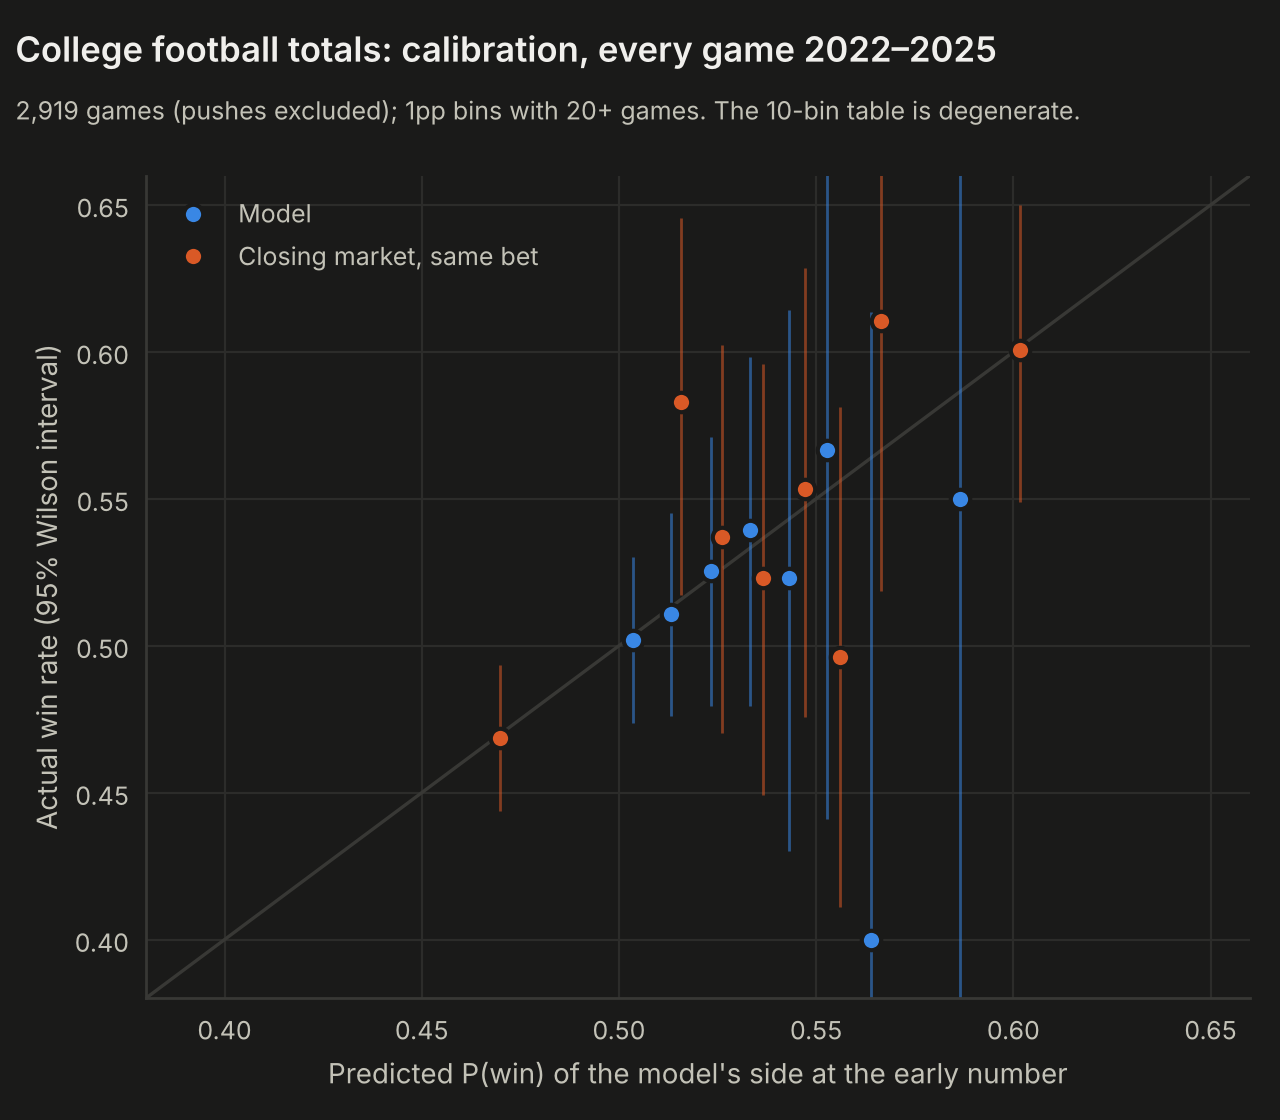 College football totals: calibration, every game 2022–2025
2,919 games (pushes excluded); 1pp bins with 20+ games. The 10-bin table is degenerate.
Model
Closing market, same bet
Actual win rate (95% Wilson interval)
0.65
0.60
0.55
0.50
0.45
0.40
0.40 0.45 0.50 0.55 0.60 0.65
Predicted P(win) of the model's side at the early number